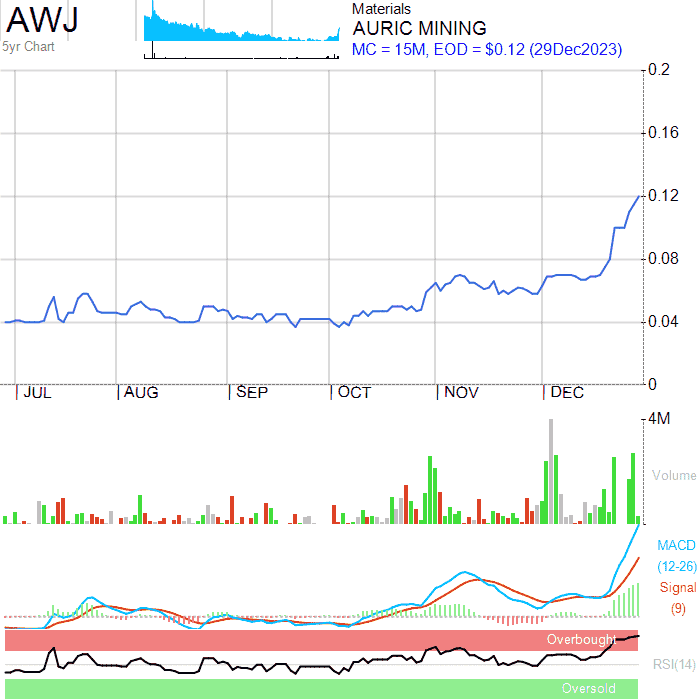 AWJ
5yr Chart
Materials
AURIC MINING
MC = 15M, EOD = $0.12 (29Dec2023)
0.2
0.16
0.12
0.08
0.04
0
JUL AUG SEP OCT NOV DEC
4M
Volume
MACD
(12-26)
Signal
(9)
Overbought
RSI(14)
Oversold